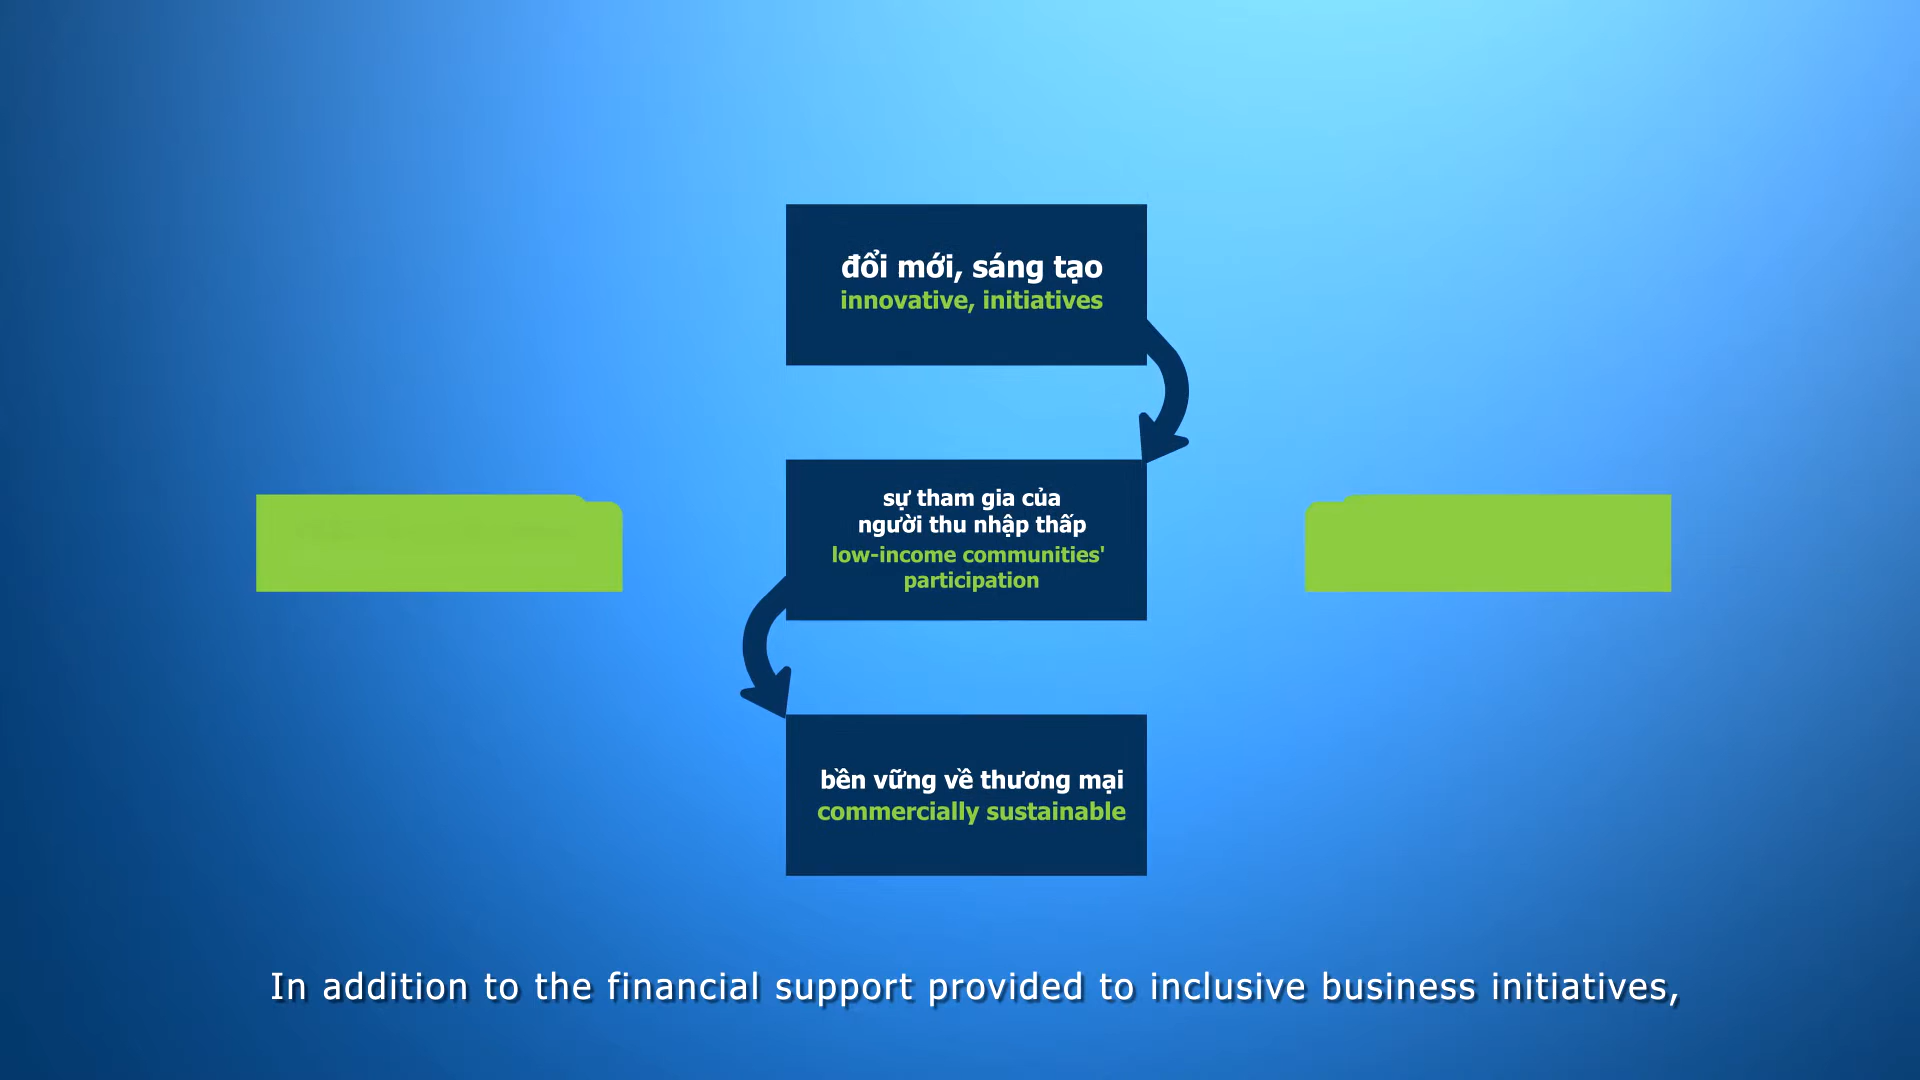 đổi mới, sáng tạo
innovative, initiatives
sự tham gia của
người thu nhập thấp
low-income communities'
participation
bền vững về thương mại
commercially sustainable
In addition to the financial support provided to inclusive business initiatives,